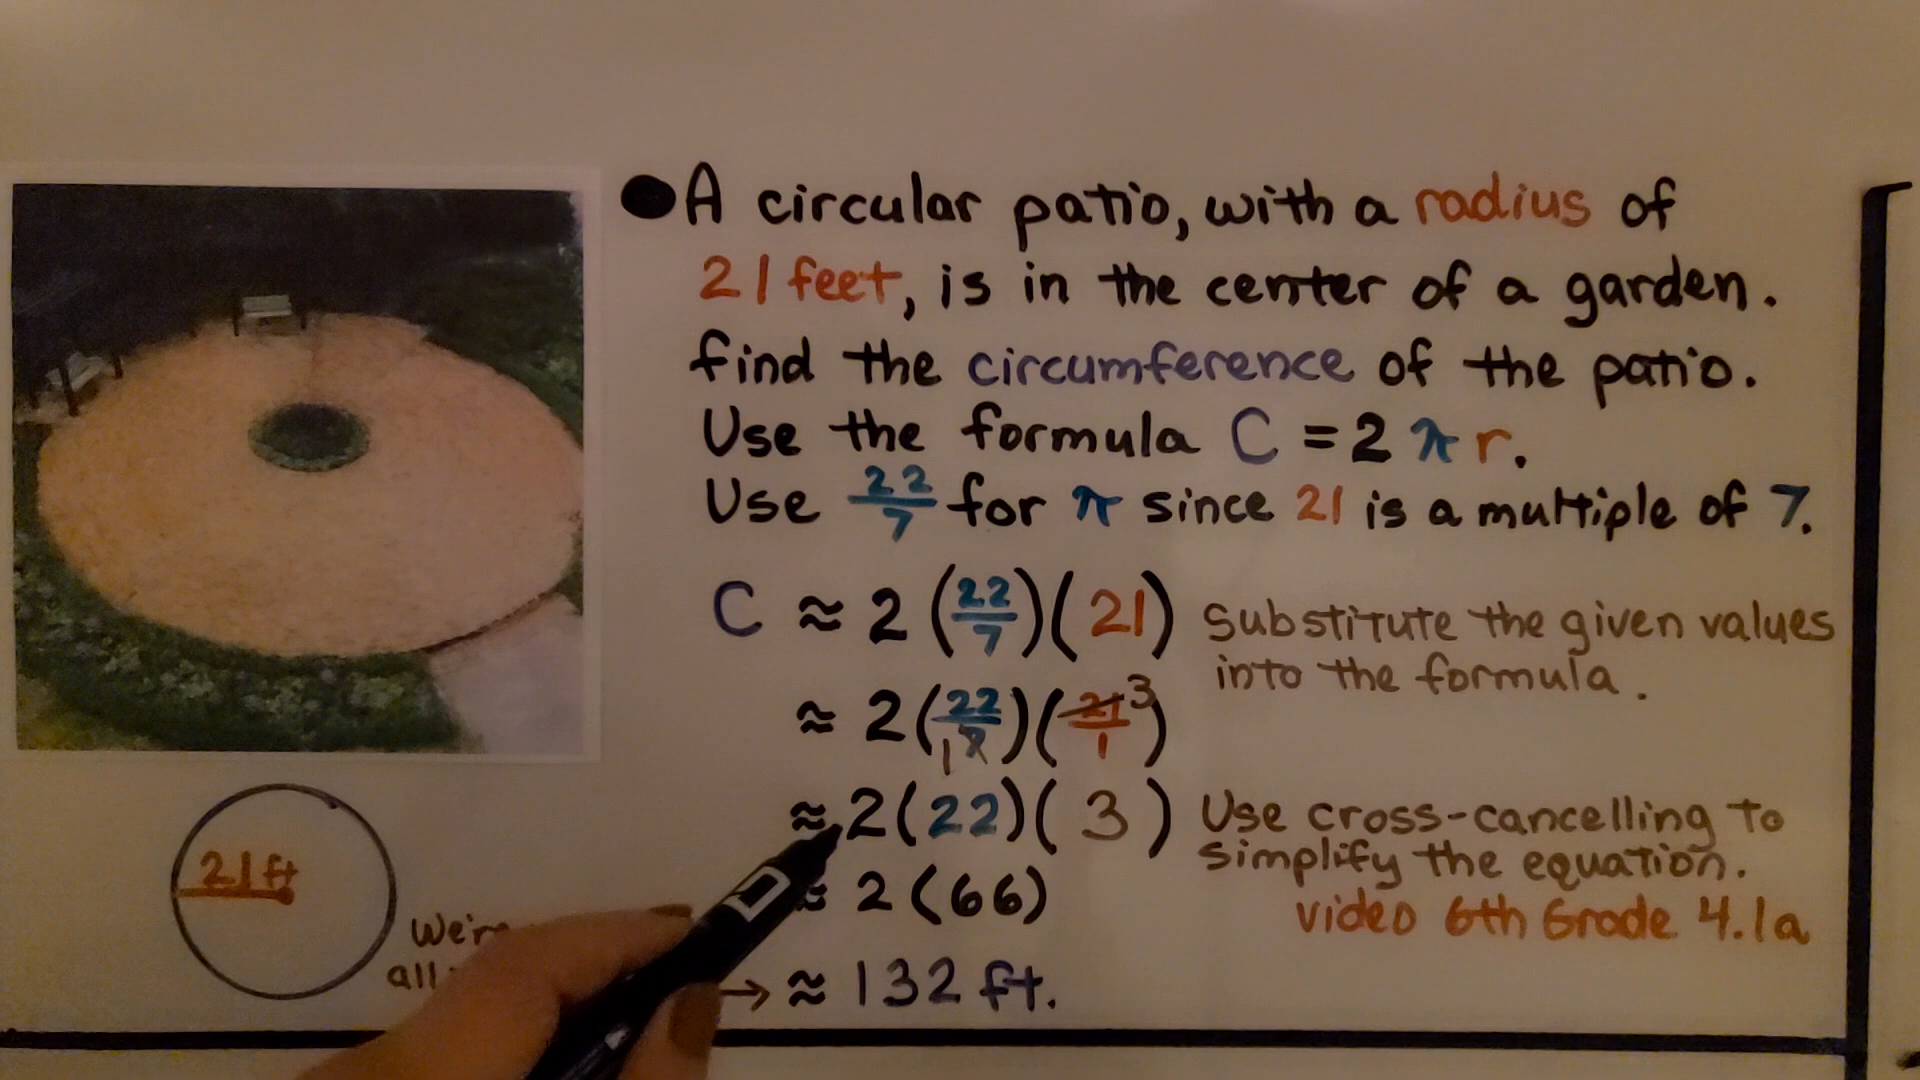 A circular patio, with a radius of
21 feet, is in the center of a garden.
find the circumference of the patio.
Use the formula C = 2 π r.
Use 22/7 for π since 21 is a multiple of 7.
C ≈ 2 (22/7)(21) Substitute the given values
into the formula.
≈ 2(22/7)(21/1) 1 3
≈ 2(22)(3) Use cross-cancelling to
simplify the equation.
≈ 2(66)
video 6th Grade 4.1a
→ ≈ 132 ft.
21 ft